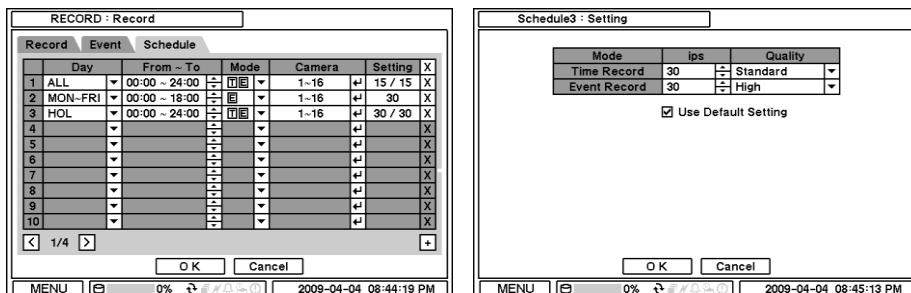 RECORD : Record
Record Event Schedule
Day From ~ To Mode Camera Setting X
1 ALL 00:00 ~ 24:00 T E 1~16 15 / 15 X
2 MON~FRI 00:00 ~ 18:00 E 1~16 30 X
3 HOL 00:00 ~ 24:00 T E 1~16 30 / 30 X
4 X
5 X
6 X
7 X
8 X
9 X
10 X
< 1/4 > +
OK Cancel
MENU 0% 2009-04-04 08:44:19 PM
Schedule3 : Setting
Mode ips Quality
Time Record 30 Standard
Event Record 30 High
Use Default Setting
OK Cancel
MENU 0% 2009-04-04 08:45:13 PM